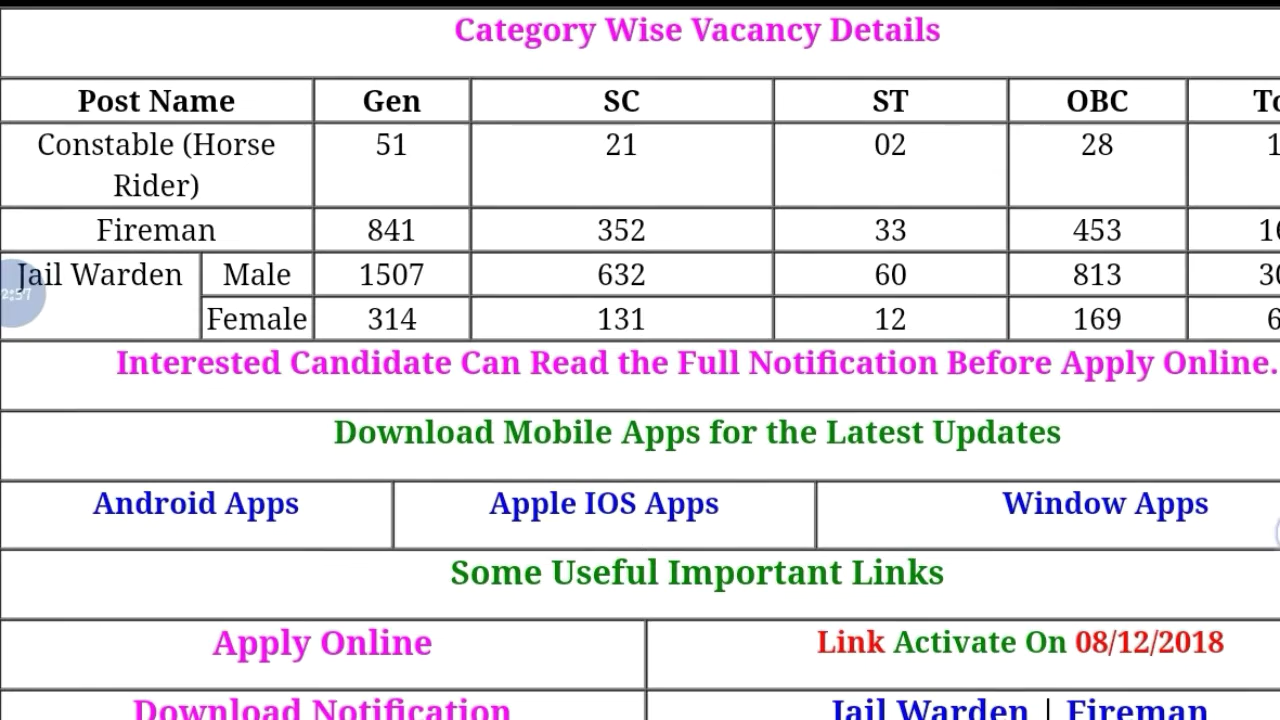 Category Wise Vacancy Details
Post Name Gen SC ST OBC
Constable (Horse Rider) 51 21 02 28
Fireman 841 352 33 453
Jail Warden Male 1507 632 60 813
Female 314 131 12 169
Interested Candidate Can Read the Full Notification Before Apply Online.
Download Mobile Apps for the Latest Updates
Android Apps Apple IOS Apps Window Apps
Some Useful Important Links
Apply Online Link Activate On 08/12/2018
Download Notification Jail Warden | Fireman